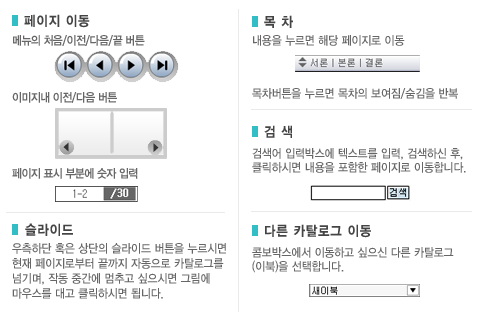 페이지 이동
메뉴의 처음/이전/다음/끝 버튼
이미지내 이전/다음 버튼
페이지 표시 부분에 숫자 입력
1-2 /30
슬라이드
우측하단 혹은 상단의 슬라이드 버튼을 누르시면
현재 페이지로부터 끝까지 자동으로 카탈로그를
넘기며, 작동 중간에 멈추고 싶으시면 그림에
마우스를 대고 클릭하시면 됩니다.
목 차
내용을 누르면 해당 페이지로 이동
서론 | 본론 | 결론
목차버튼을 누르면 목차의 보여짐/숨김을 반복
검 색
검색어 입력박스에 텍스트를 입력, 검색하신 후,
클릭하시면 내용을 포함한 페이지로 이동합니다.
검색
다른 카탈로그 이동
콤보박스에서 이동하고 싶으신 다른 카탈로그
(이북)을 선택합니다.
새이북